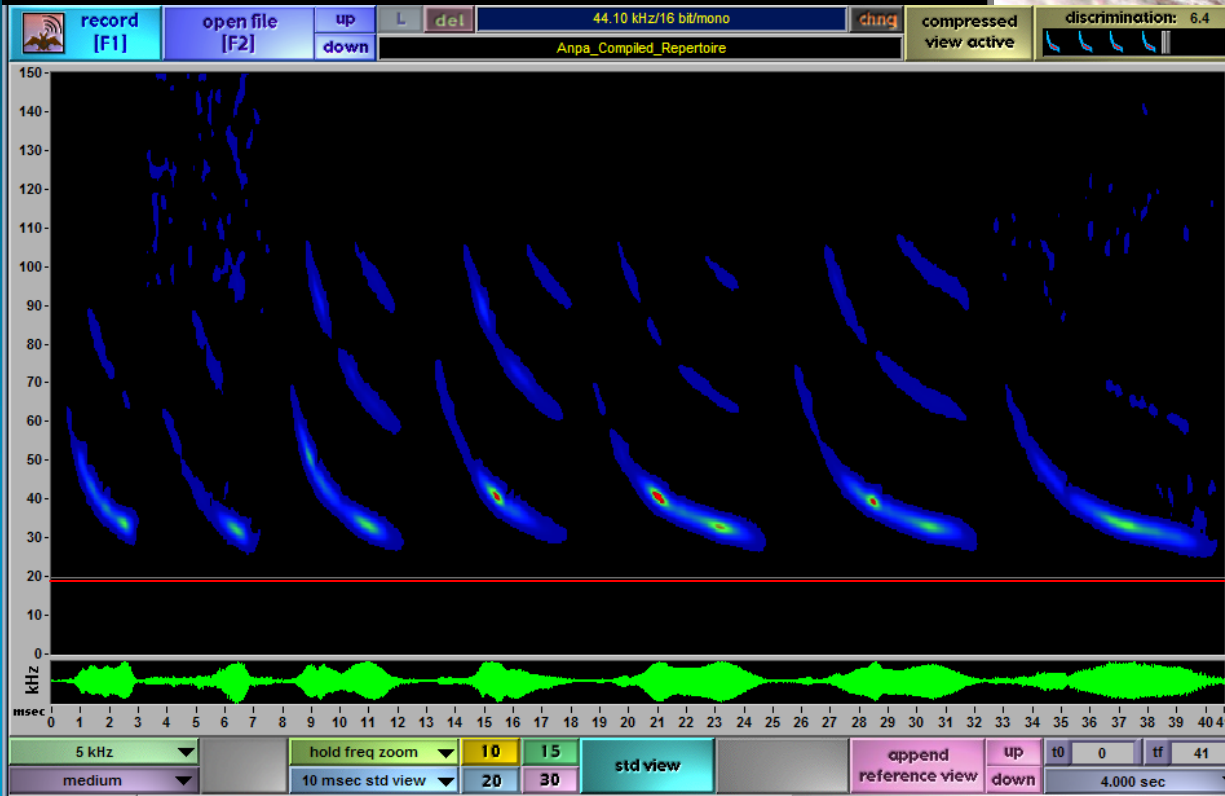 record
[F1]
open file
[F2]
up
down
L
del
44.10 kHz/16 bit/mono
chng
Anpa_Compiled_Repertoire
compressed
view active
discrimination: 6.4
150
140
130
120
110
100
90
80
70
60
50
40
30
20
10
0
kHz
msec 0 1 2 3 4 5 6 7 8 9 10 11 12 13 14 15 16 17 18 19 20 21 22 23 24 25 26 27 28 29 30 31 32 33 34 35 36 37 38 39 40
5 kHz
medium
hold freq zoom
10 msec std view
10 15
20 30
std view
append
reference view
up
down
t0 0 tf 41
4.000 sec